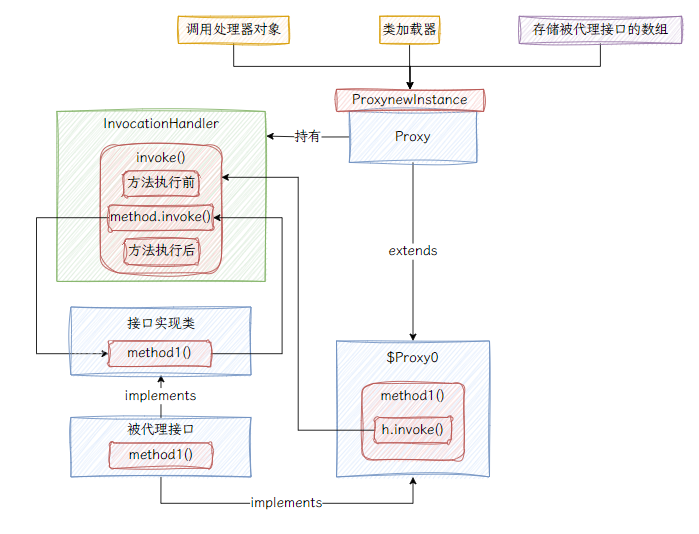 调用处理器对象
类加载器
存储被代理接口的数组
ProxynewInstance
Proxy
持有
InvocationHandler
invoke()
方法执行前
method.invoke()
方法执行后
extends
接口实现类
method1()
implements
被代理接口
method1()
$Proxy0
method1()
h.invoke()
implements